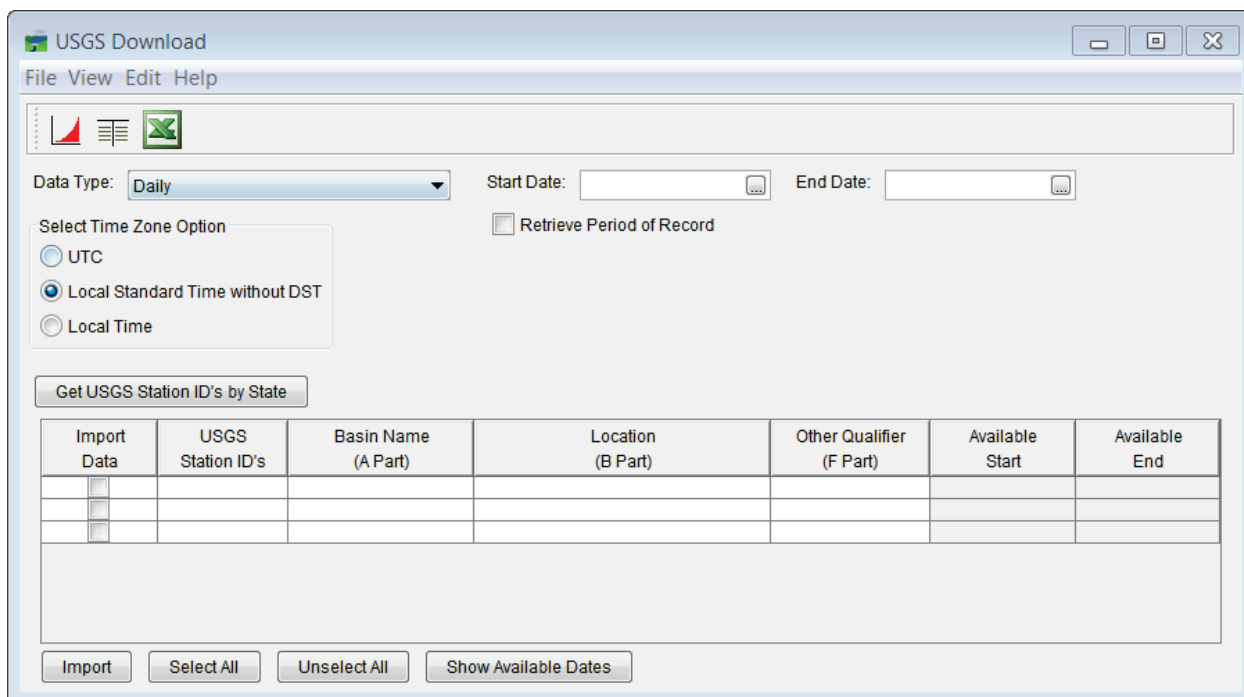 USGS Download
File View Edit Help
Data Type: Daily Start Date: ... End Date: ...
Select Time Zone Option
Retrieve Period of Record
UTC
Local Standard Time without DST
Local Time
Get USGS Station ID's by State
Import Data USGS Station ID's Basin Name (A Part) Location (B Part) Other Qualifier (F Part) Available Start Available End
Import Select All Unselect All Show Available Dates